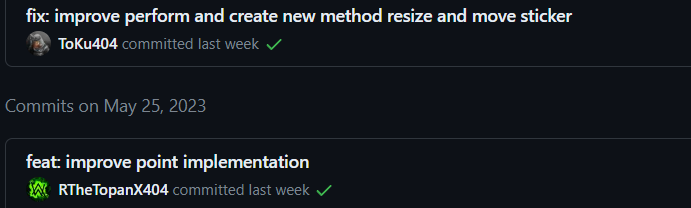 fix: improve perform and create new method resize and move sticker
ToKu404 committed last week
Commits on May 25, 2023
feat: improve point implementation
RTheTopanX404 committed last week